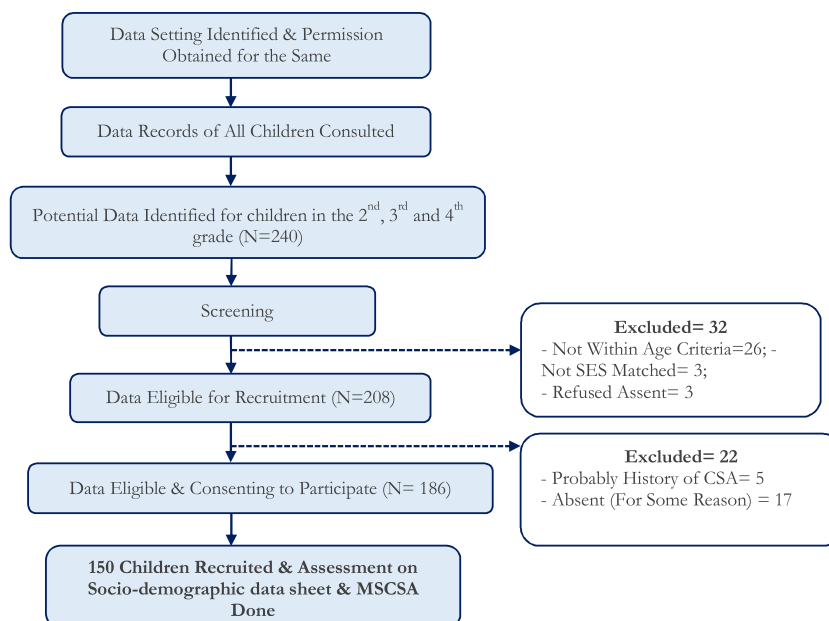 Data Setting Identified & Permission
Obtained for the Same
Data Records of All Children Consulted
Potential Data Identified for children in the 2nd, 3rd and 4th
grade (N=240)
Screening
Excluded= 32
- Not Within Age Criteria=26; -
Not SES Matched= 3;
- Refused Assent= 3
Data Eligible for Recruitment (N=208)
Excluded= 22
- Probably History of CSA= 5
- Absent (For Some Reason) = 17
Data Eligible & Consenting to Participate (N= 186)
150 Children Recruited & Assessment on
Socio-demographic data sheet & MSCSA
Done